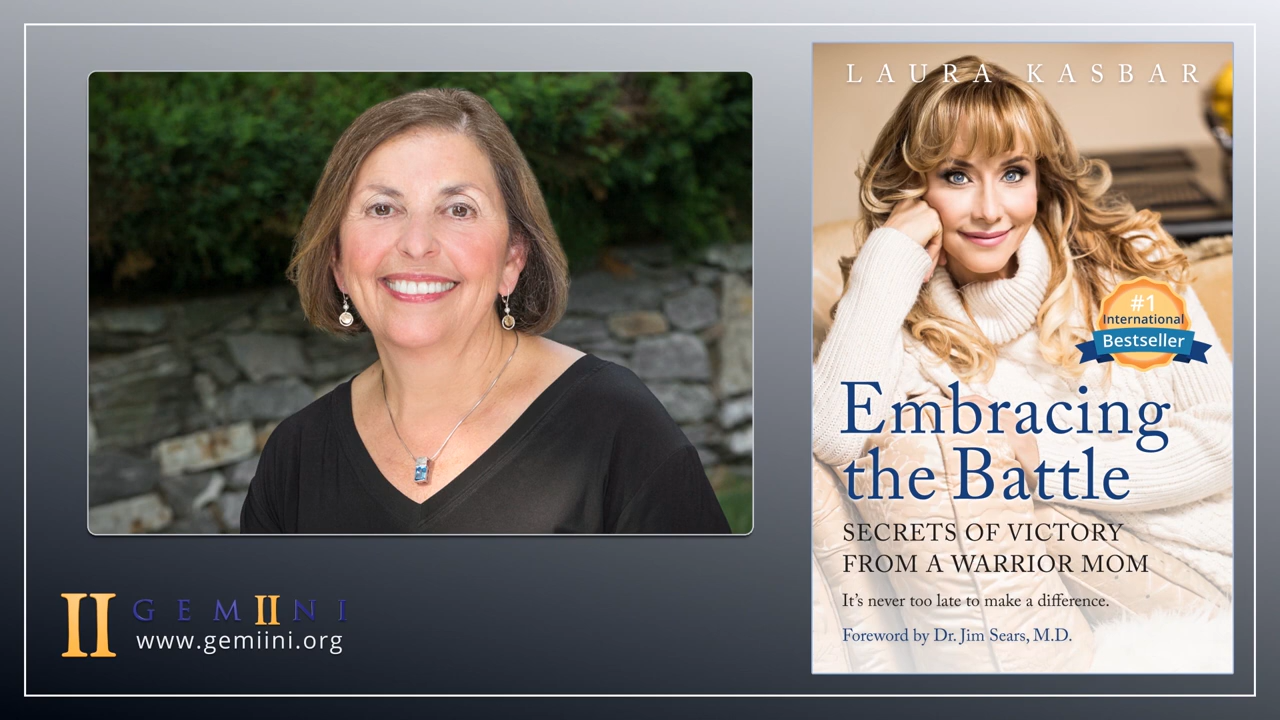 II GEMIINI
www.gemiini.org
LAURA KASBAR
#1
International
Bestseller
Embracing
the Battle
SECRETS OF VICTORY
FROM A WARRIOR MOM
It's never too late to make a difference.
Foreword by Dr. Jim Sears, M.D.